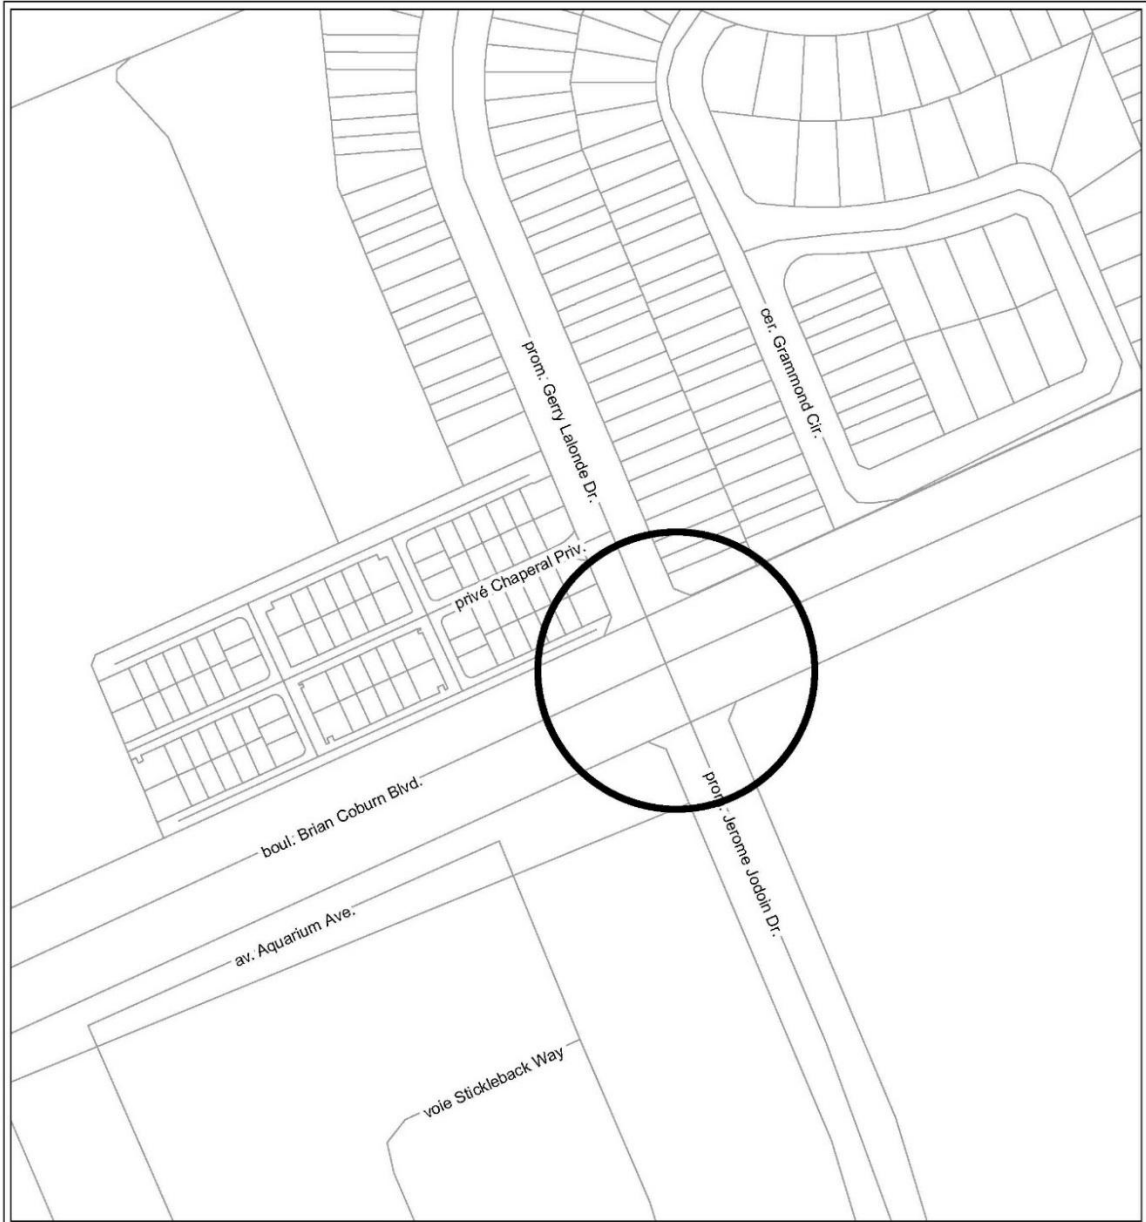 prom. Gerry Lalonde Dr.
cer. Grammond Cir.
privé Chaperal Priv.
boul. Brian Coburn Blvd.
prom. Jerome Jodoin Dr.
av. Aquarium Ave.
voie Stickleback Way